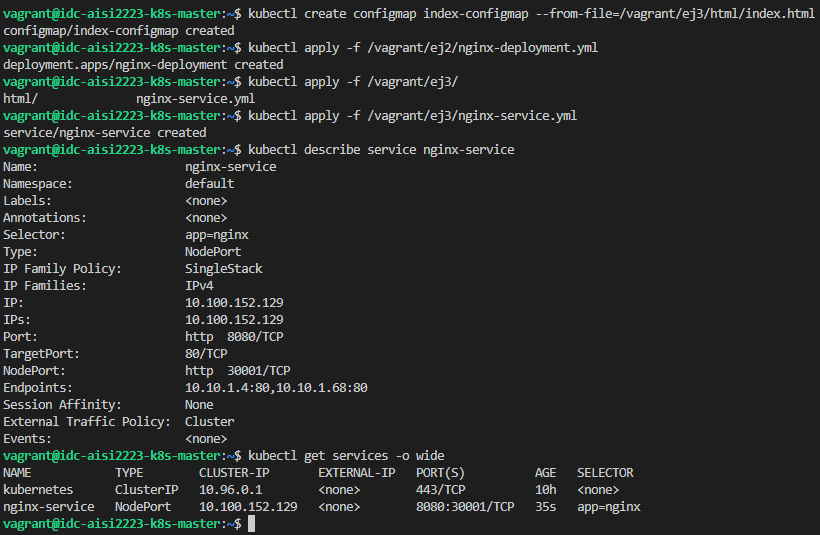 vagrant@idc-aisi2223-k8s-master:~$ kubectl create configmap index-configmap --from-file=/vagrant/ej3/html/index.html
configmap/index-configmap created
vagrant@idc-aisi2223-k8s-master:~$ kubectl apply -f /vagrant/ej2/nginx-deployment.yml
deployment.apps/nginx-deployment created
vagrant@idc-aisi2223-k8s-master:~$ kubectl apply -f /vagrant/ej3/
html/              nginx-service.yml
vagrant@idc-aisi2223-k8s-master:~$ kubectl apply -f /vagrant/ej3/nginx-service.yml
service/nginx-service created
vagrant@idc-aisi2223-k8s-master:~$ kubectl describe service nginx-service
Name:                     nginx-service
Namespace:                default
Labels:                   <none>
Annotations:              <none>
Selector:                 app=nginx
Type:                     NodePort
IP Family Policy:         SingleStack
IP Families:              IPv4
IP:                       10.100.152.129
IPs:                      10.100.152.129
Port:                     http  8080/TCP
TargetPort:               80/TCP
NodePort:                 http  30001/TCP
Endpoints:                10.10.1.4:80,10.10.1.68:80
Session Affinity:         None
External Traffic Policy:  Cluster
Events:                   <none>
vagrant@idc-aisi2223-k8s-master:~$ kubectl get services -o wide
NAME            TYPE        CLUSTER-IP       EXTERNAL-IP   PORT(S)          AGE   SELECTOR
kubernetes      ClusterIP   10.96.0.1        <none>        443/TCP          10h   <none>
nginx-service   NodePort    10.100.152.129   <none>        8080:30001/TCP   35s   app=nginx
vagrant@idc-aisi2223-k8s-master:~$